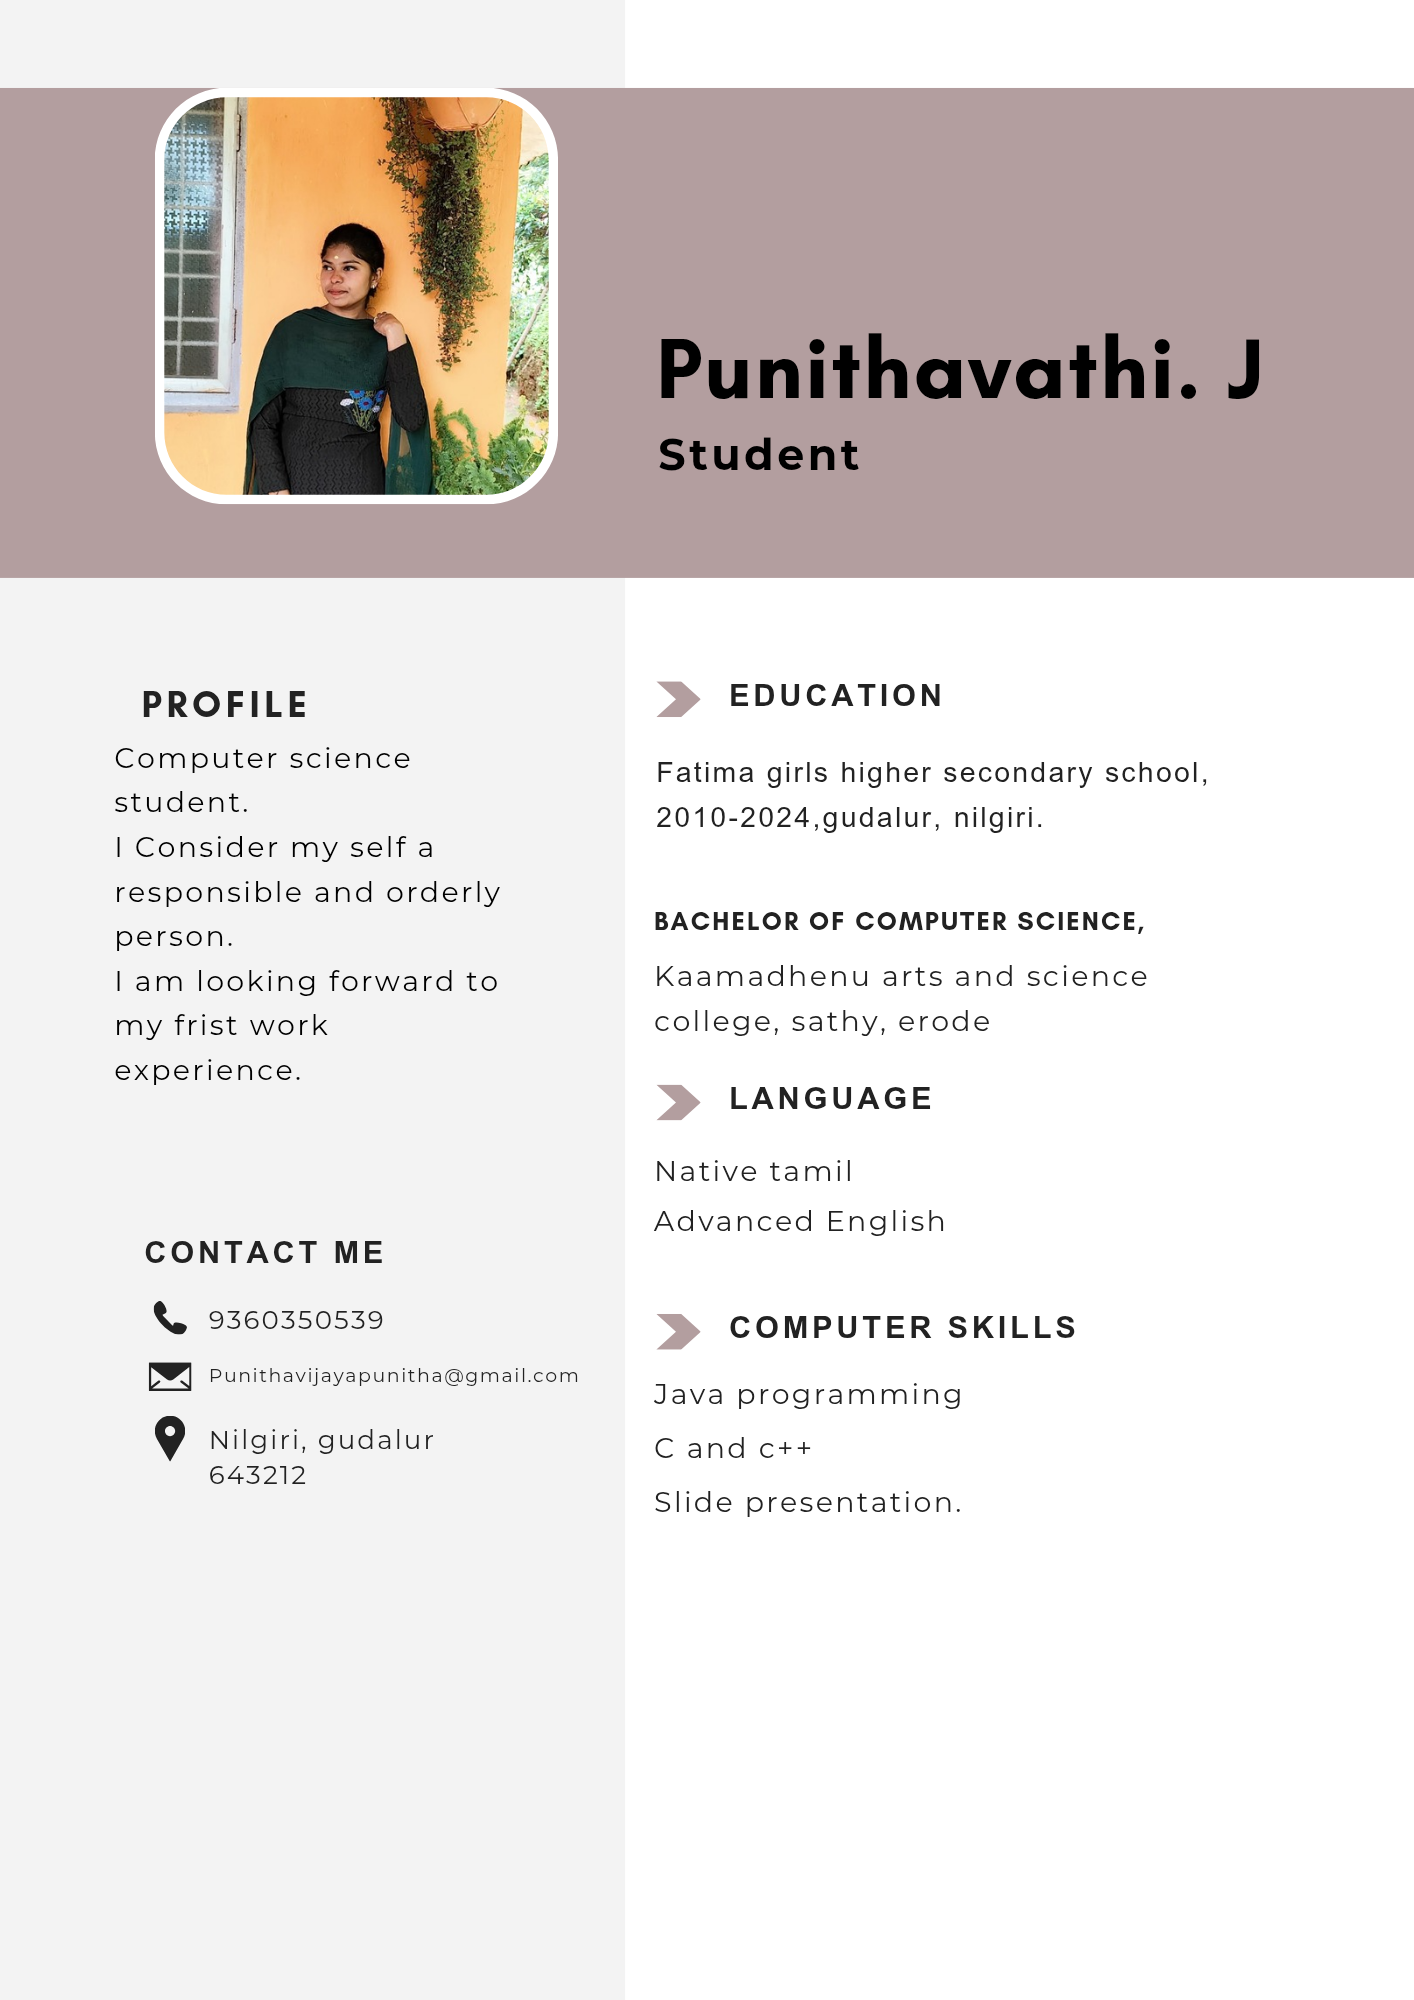 Punithavathi. J
Student
PROFILE
Computer science
student.
I Consider my self a
responsible and orderly
person.
I am looking forward to
my frist work
experience.
CONTACT ME
9360350539
Punithavijayapunitha@gmail.com
Nilgiri, gudalur
643212
EDUCATION
Fatima girls higher secondary school,
2010-2024,gudalur, nilgiri.
BACHELOR OF COMPUTER SCIENCE,
Kaamadhenu arts and science
college, sathy, erode
LANGUAGE
Native tamil
Advanced English
COMPUTER SKILLS
Java programming
C and c++
Slide presentation.